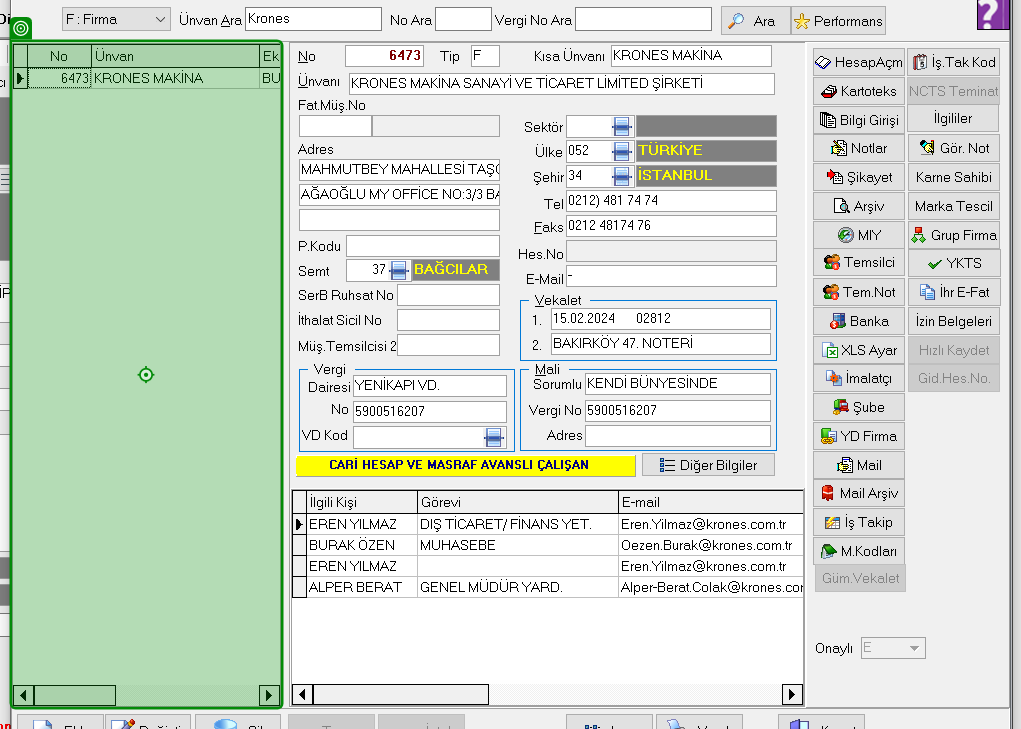 F : Firma Ünvan Ara Krones No Ara Vergi No Ara Ara Performans
No Ünvan Ek
6473 KRONES MAKİNA BU
No 6473 Tip F Kısa Ünvanı KRONES MAKİNA
Ünvanı KRONES MAKİNA SANAYİ VE TİCARET LİMİTED ŞİRKETİ
Fat.Müş.No
Adres
MAHMUTBEY MAHALLESİ TAŞO
AĞAOĞLU MY OFFİCE NO:3/3 BA
P.Kodu
Semt 37 BAĞCILAR
SerB Ruhsat No
İthalat Sicil No
Müş.Temsilcisi 2
Sektör
Ülke 052 TÜRKİYE
Şehir 34 İSTANBUL
Tel 0212) 481 74 74
Faks 0212 48174 76
Hes.No
E-Mail -
Vekalet
1. 15.02.2024 02812
2. BAKIRKÖY 47. NOTERİ
Vergi
Dairesi YENİKAPI VD.
No 5900516207
VD Kod
Mali
Sorumlu KENDİ BÜNYESİNDE
Vergi No 5900516207
Adres
CARİ HESAP VE MASRAF AVANSLI ÇALIŞAN
Diğer Bilgiler
İlgili Kişi Görevi E-mail
EREN YILMAZ DIŞ TİCARET/ FİNANS YET. Eren.Yilmaz@krones.com.tr
BURAK ÖZEN MUHASEBE Oezen.Burak@krones.com.tr
EREN YILMAZ Eren.Yilmaz@krones.com.tr
ALPER BERAT GENEL MÜDÜR YARD. Alper-Berat.Colak@krones.cor
HesapAçm İş.Tak Kod
Kartoteks NCTS Teminat
Bilgi Girişi İlgililer
Notlar Gör. Not
Şikayet Karne Sahibi
Arşiv Marka Tescil
MIY Grup Firma
Temsilci YKTS
Tem.Not İhr E-Fat
Banka İzin Belgeleri
XLS Ayar Hızlı Kaydet
İmalatçı Gid.Hes.No.
Şube
YD Firma
Mail
Mail Arşiv
İş Takip
M.Kodları
Güm.Vekalet
Onaylı E